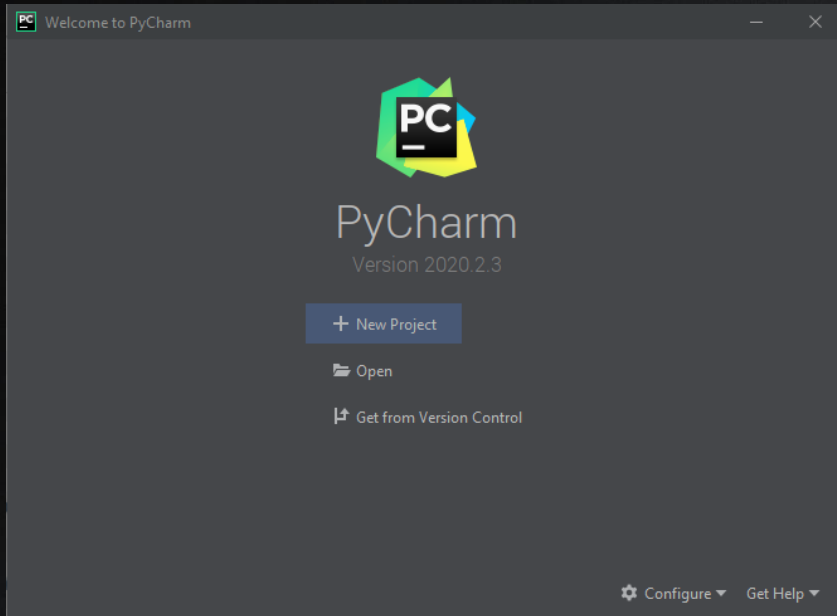 PC Welcome to PyCharm
PC
PyCharm
Version 2020.2.3
New Project
Open
Get from Version Control
Configure Get Help